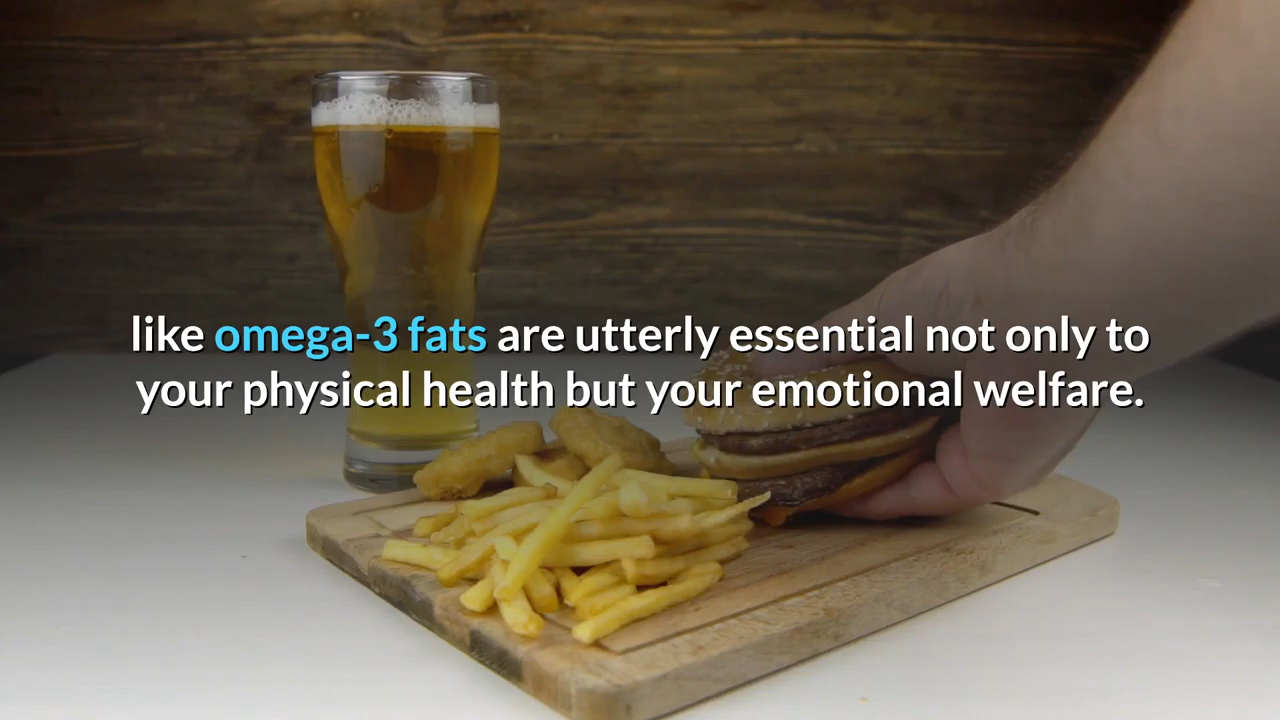 like omega-3 fats are utterly essential not only to
your physical health but your emotional welfare.